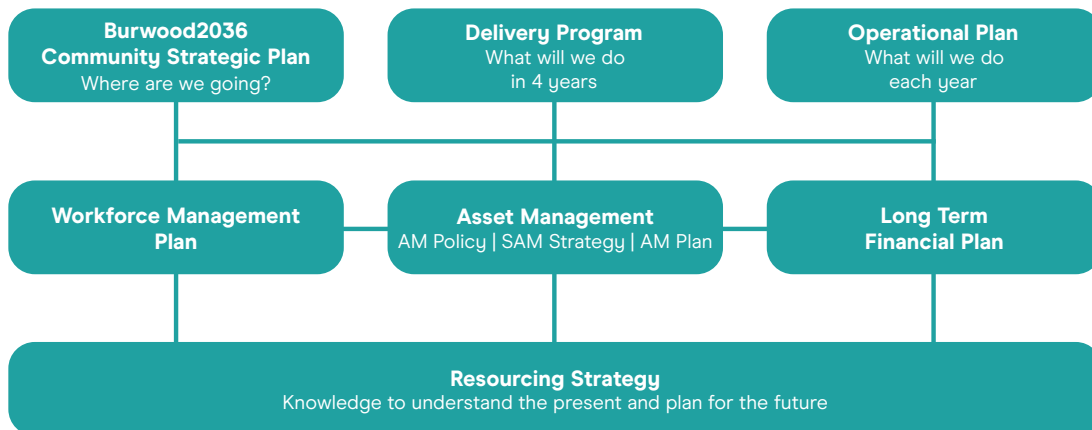 Burwood2036
Community Strategic Plan
Where are we going?
Delivery Program
What will we do
in 4 years
Operational Plan
What will we do
each year
Workforce Management
Plan
Asset Management
AM Policy | SAM Strategy | AM Plan
Long Term
Financial Plan
Resourcing Strategy
Knowledge to understand the present and plan for the future